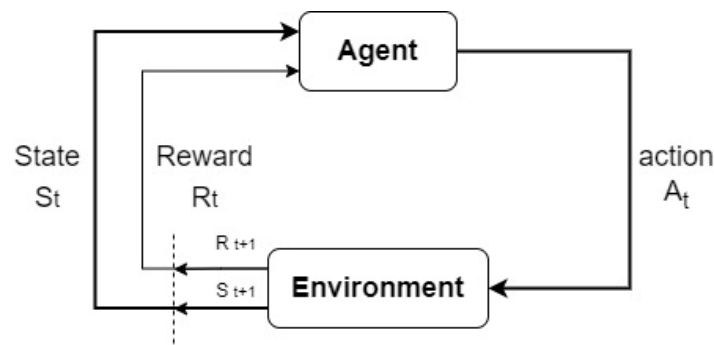 Agent
State
St
Reward
Rt
action
At
R t+1
S t+1
Environment